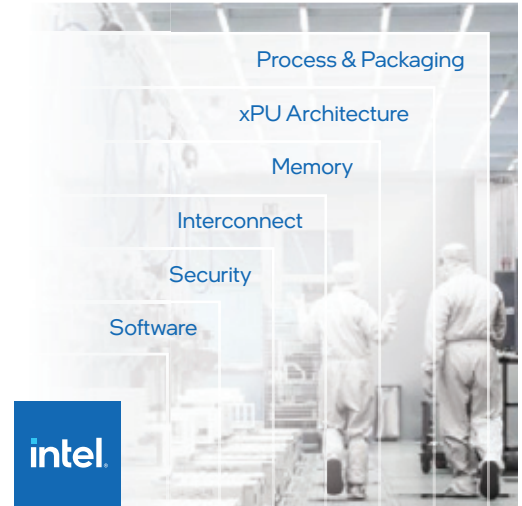 Process & Packaging
xPU Architecture
Memory
Interconnect
Security
Software
intel.